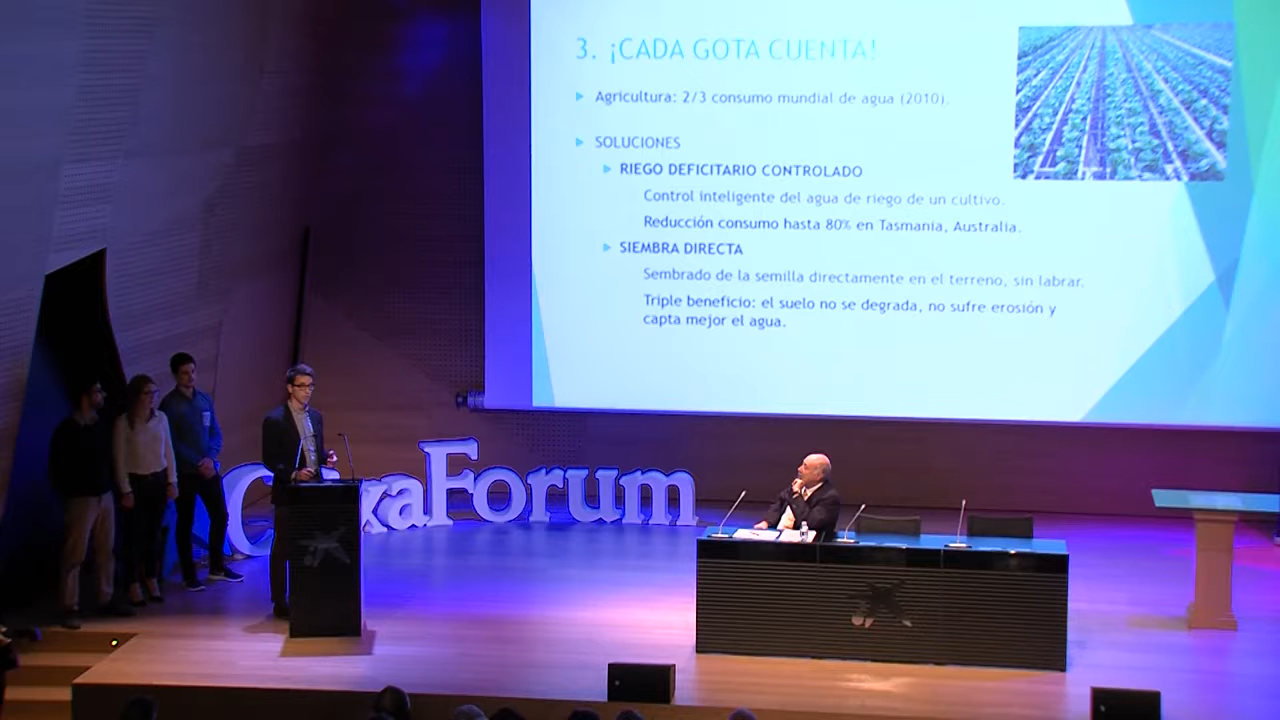 3. ¡CADA GOTA CUENTA!
Agricultura: 2/3 consumo mundial de agua (2010).
SOLUCIONES
RIEGO DEFICITARIO CONTROLADO
Control inteligente del agua de riego de un cultivo.
Reducción consumo hasta 80% en Tasmania, Australia.
SIEMBRA DIRECTA
Sembrado de la semilla directamente en el terreno, sin labrar.
Triple beneficio: el suelo no se degrada, no sufre erosión y
capta mejor el agua.
CaixaForum